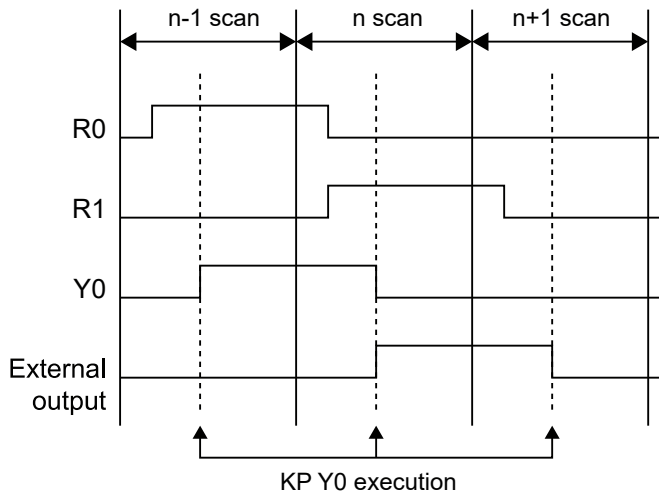 n-1 scan n scan n+1 scan
R0
R1
Y0
External
output
KP Y0 execution